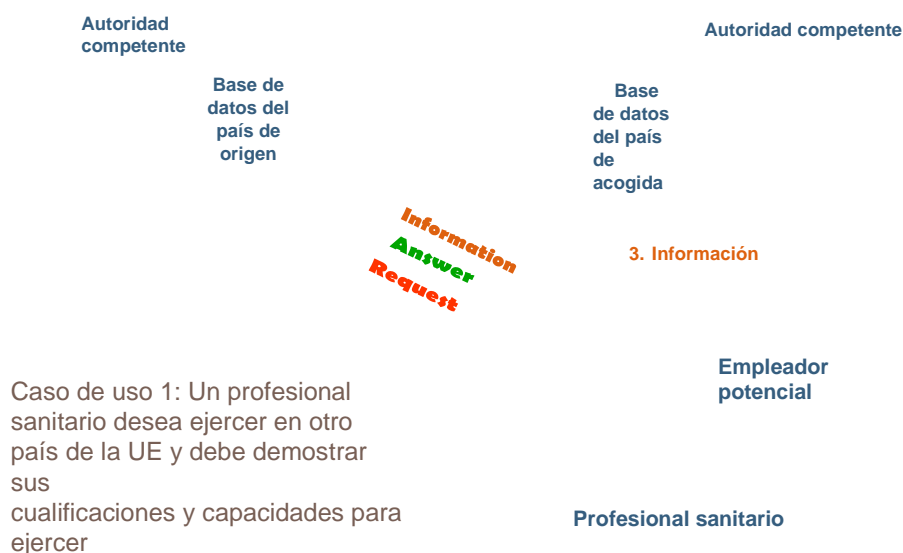 Autoridad
competente
Autoridad competente
Base de
datos del
país de
origen
Base
de datos
del país
de
acogida
Information
Answer
Request
3. Información
Empleador
potencial
Caso de uso 1: Un profesional
sanitario desea ejercer en otro
país de la UE y debe demostrar
sus
cualificaciones y capacidades para
ejercer
Profesional sanitario